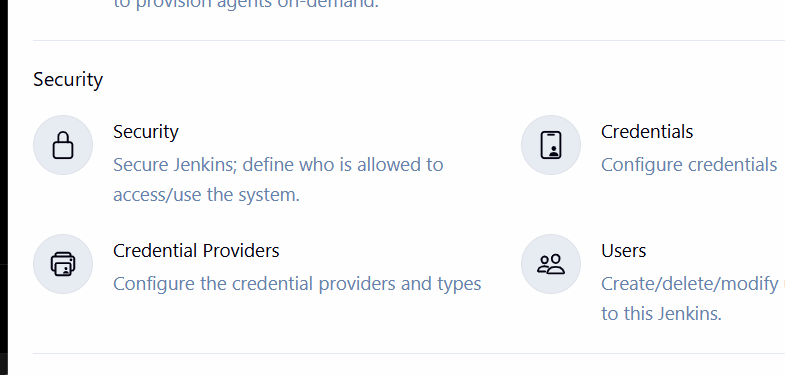 to provision agents on-demand.
Security
Security
Secure Jenkins; define who is allowed to
access/use the system.
Credentials
Configure credentials
Credential Providers
Configure the credential providers and types
Users
Create/delete/modify
to this Jenkins.